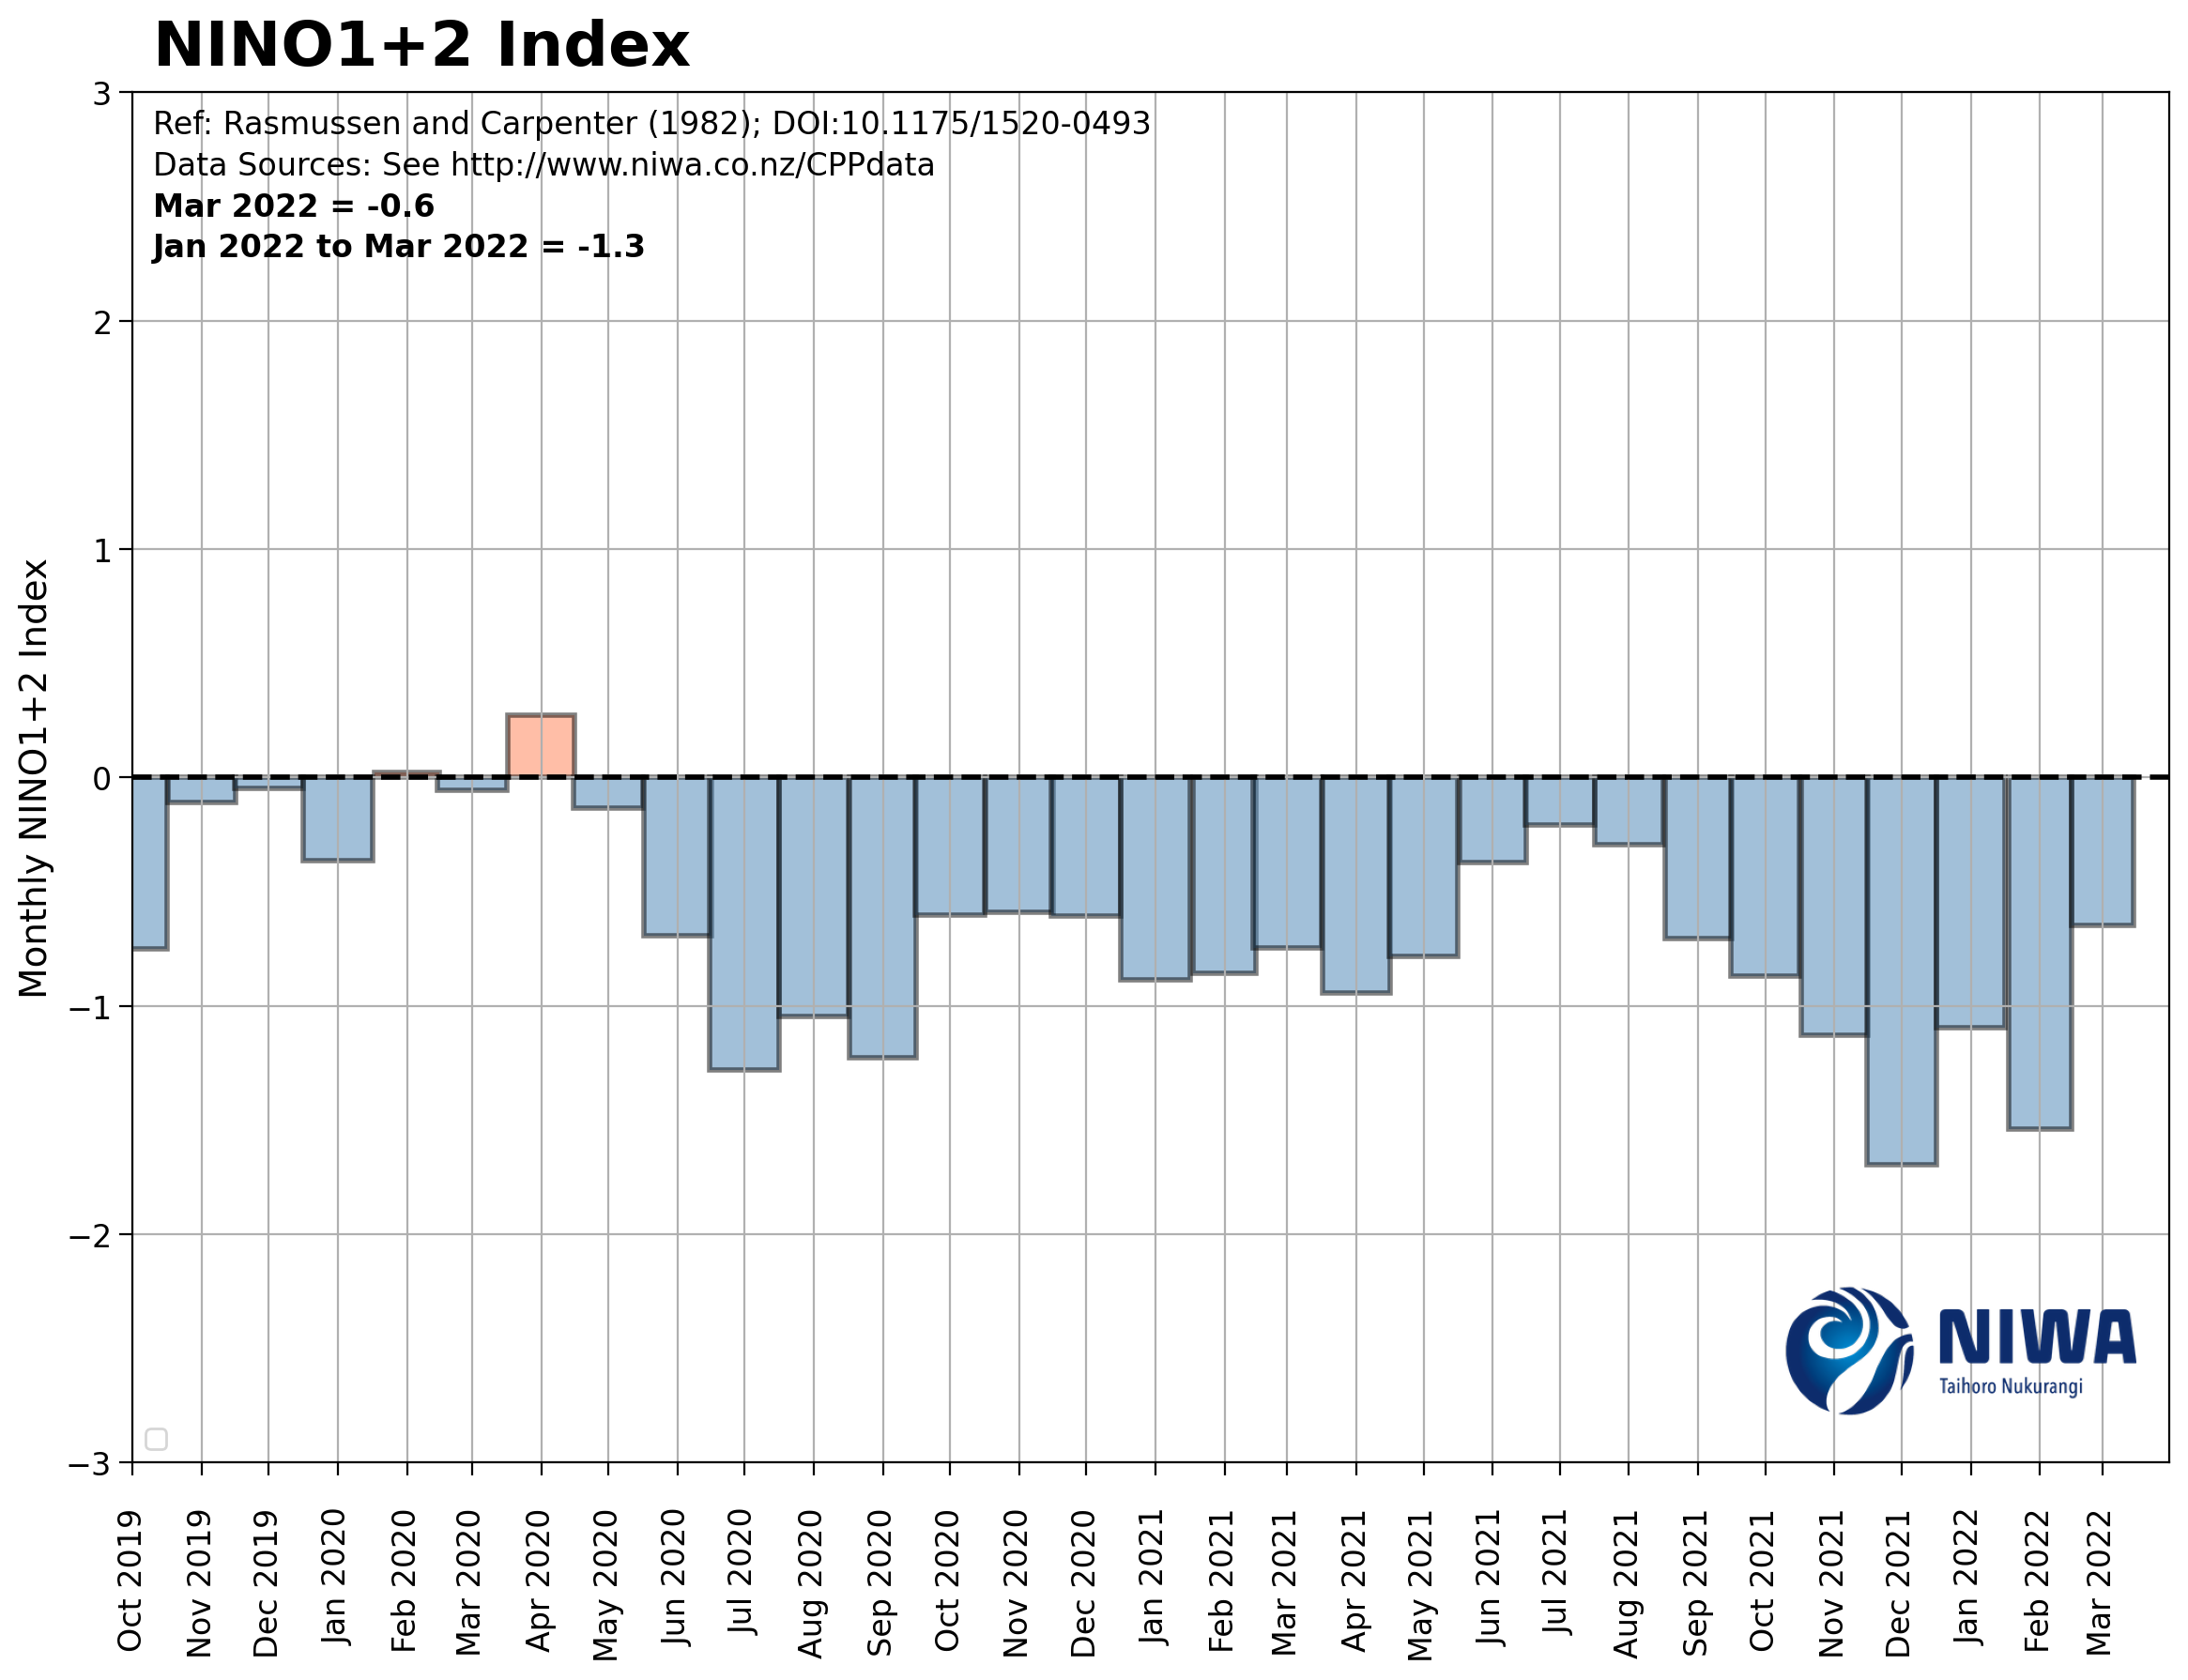 NINO1+2 Index
Ref: Rasmussen and Carpenter (1982); DOI:10.1175/1520-0493
Data Sources: See http://www.niwa.co.nz/CPPdata
Mar 2022 = -0.6
Jan 2022 to Mar 2022 = -1.3
Monthly NINO1+2 Index
3
2
1
0
−1
−2
−3
NIWA
Taihoro Nukurangi
Oct 2019
Nov 2019
Dec 2019
Jan 2020
Feb 2020
Mar 2020
Apr 2020
May 2020
Jun 2020
Jul 2020
Aug 2020
Sep 2020
Oct 2020
Nov 2020
Dec 2020
Jan 2021
Feb 2021
Mar 2021
Apr 2021
May 2021
Jun 2021
Jul 2021
Aug 2021
Sep 2021
Oct 2021
Nov 2021
Dec 2021
Jan 2022
Feb 2022
Mar 2022